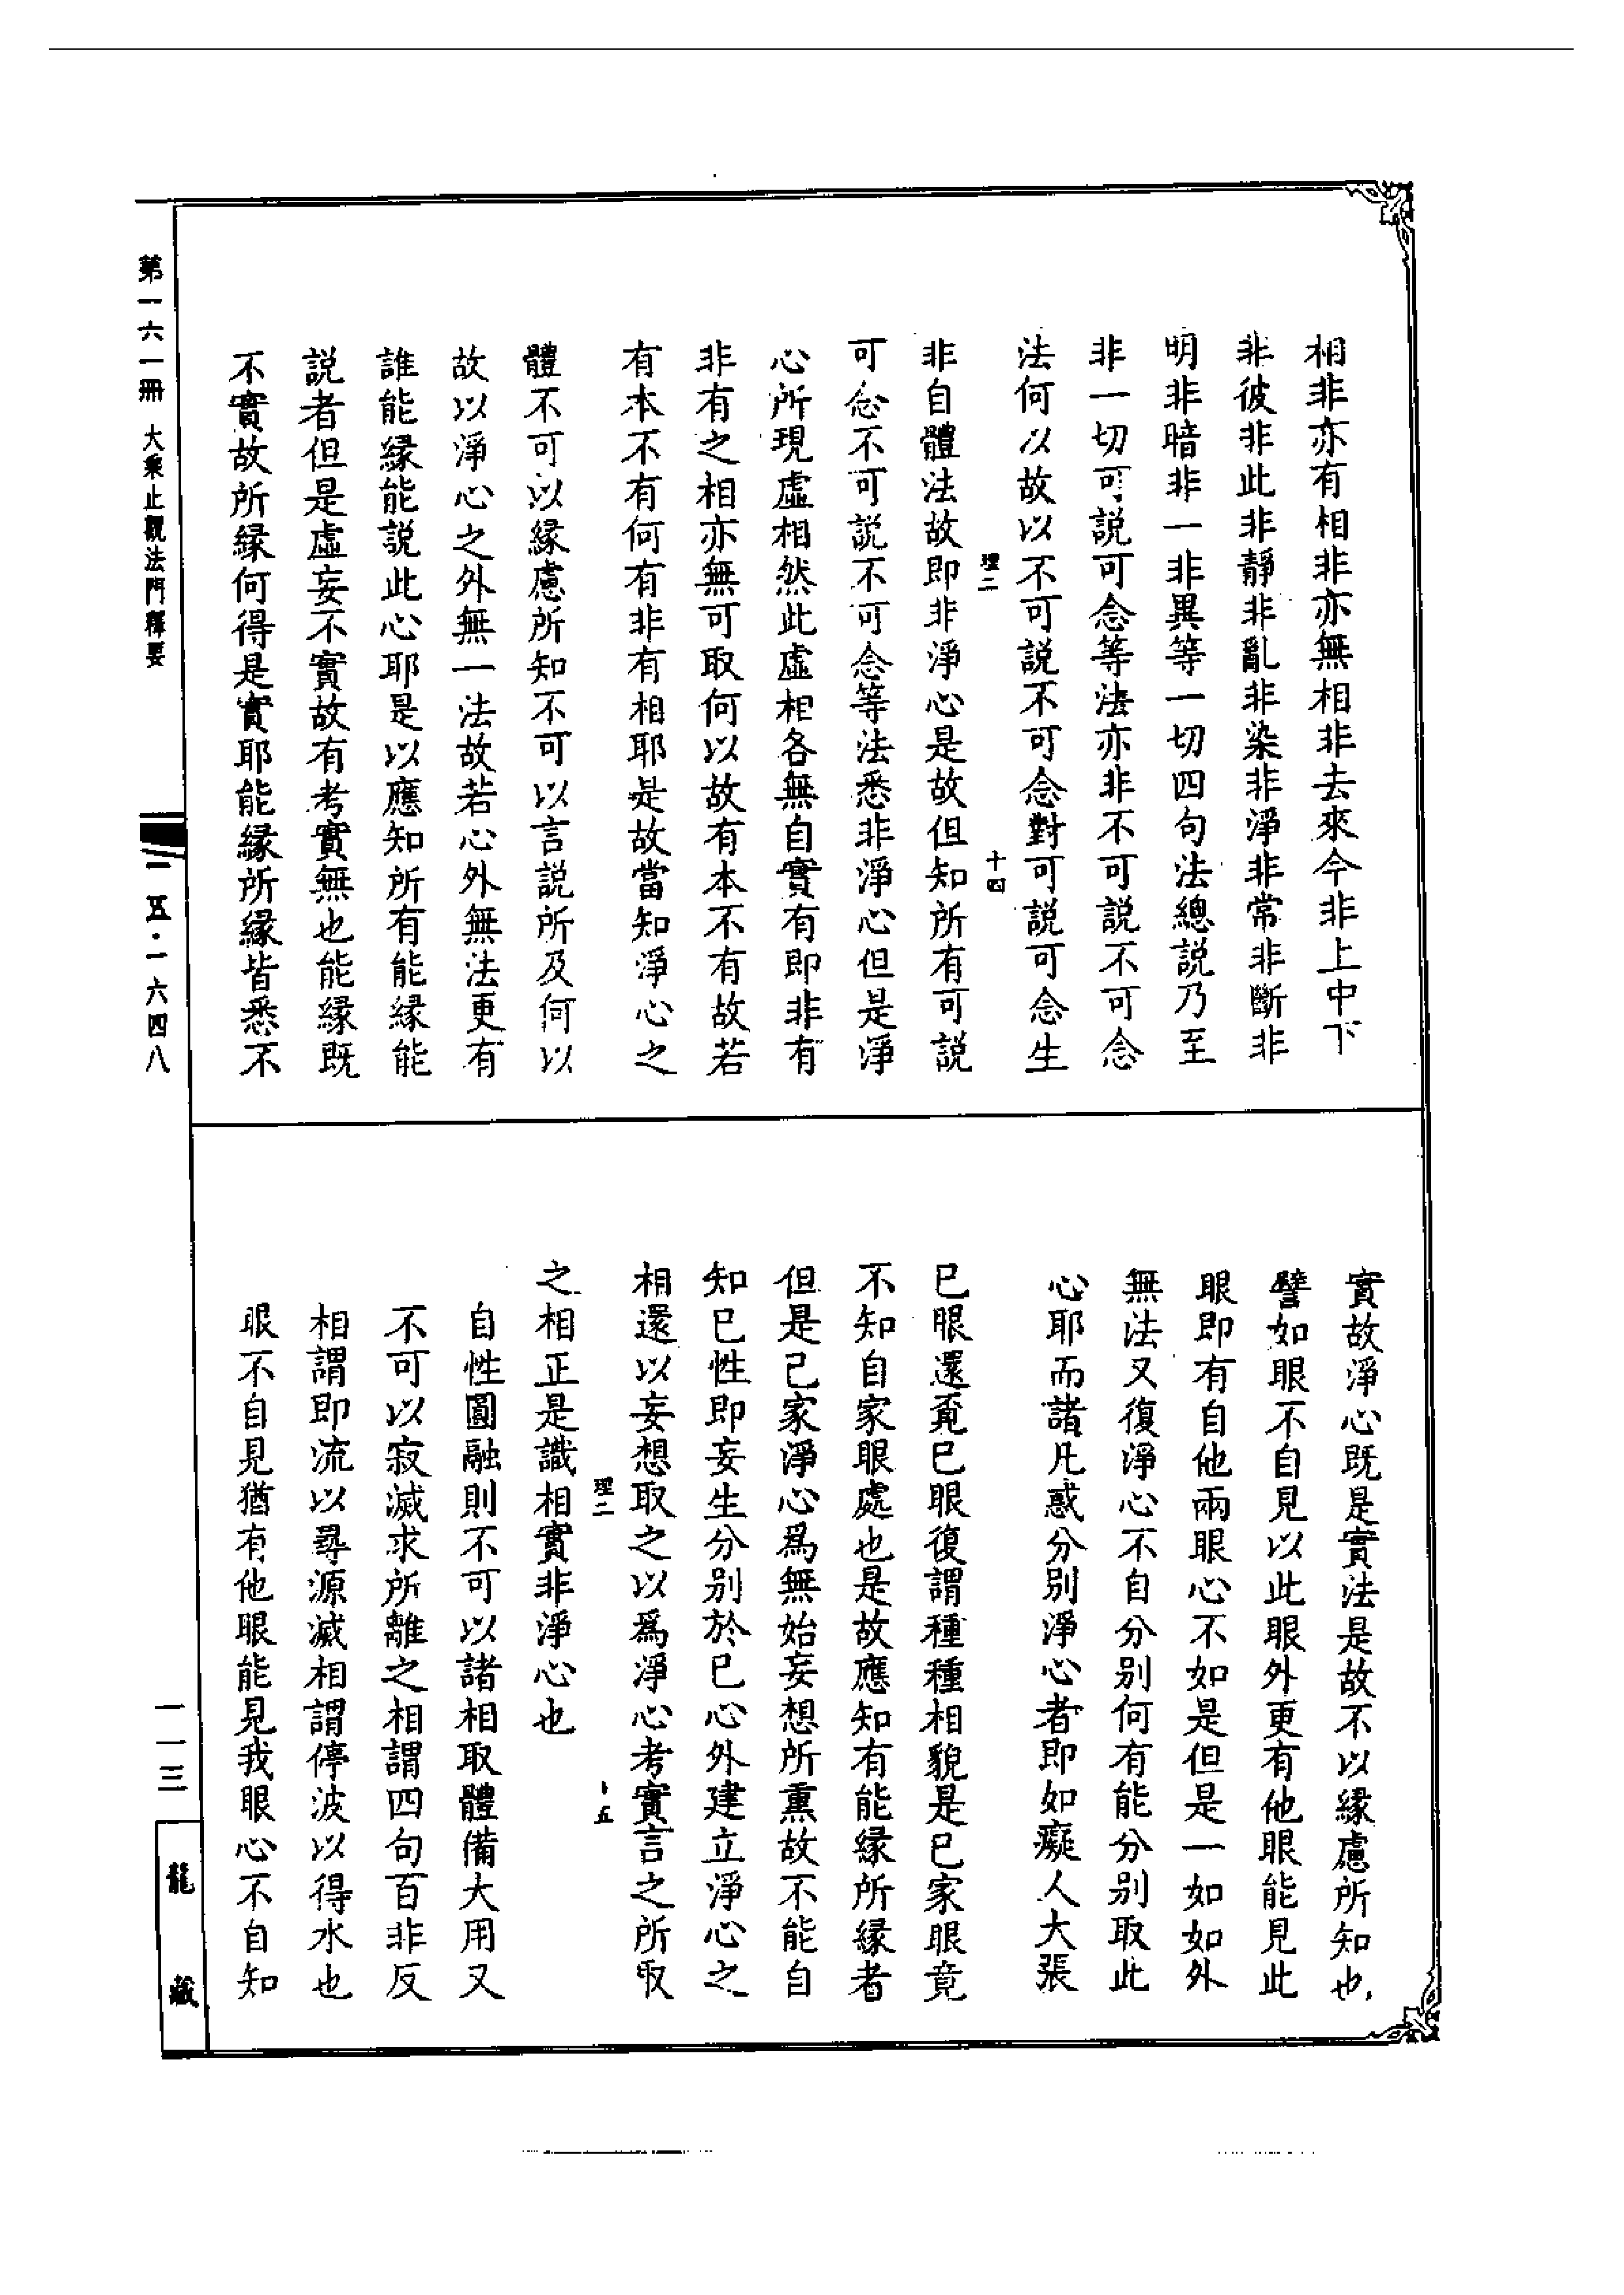 相非亦有相非亦無相非去來今非上中下
非彼非此非靜非亂非染非淨非常非斷非
明非暗非一非異等一切四句法總説乃至
非一切可説可念等法亦非不可説不可念
法何以故以不可説不可念對可説可念生
理二 十四
非自體法故即非淨心是故但知所有可説
可念不可説不可念等法悉非淨心但是淨
心所現虛相然此虛相各無自實有即非有
非有之相亦無可取何以故有本不有故若
有本不有何有非有相耶是故當知淨心之
體不可以緣慮所知不可以言説所及何以
故以淨心之外無一法故若心外無法更有
誰能緣能説此心耶是以應知所有能緣能
説者但是虛妄不實故有考實無也能緣既
不實故所緣何得是實耶能緣所緣皆悉不
實故淨心既是實法是故不以緣慮所知也
譬如眼不自見以此眼外更有他眼能見此
眼即有自他兩眼心不如是但是一如如外
無法又復淨心不自分別何有能分別取此
心耶而諸凡惑分別淨心者即如癡人大張
已眼還覔已眼復謂種種相貌是已家眼竟
不知自家眼處也是故應知有能緣所緣者
但是已家淨心爲無始妄想所熏故不能自
知已性即妄生分別於已心外建立淨心之
相還以妄想取之以爲淨心考實言之所取
理二 十五
之相正是識相實非淨心也
自性圓融則不可以諸相取體備大用又
不可以寂滅求所離之相謂四句百非反
相謂即流以尋源滅相謂停波以得水也
眼不自見猶有他眼能見我眼心不自知
第一六一冊 大乘止觀法門釋要
一五·一六四八
一一三
龍藏